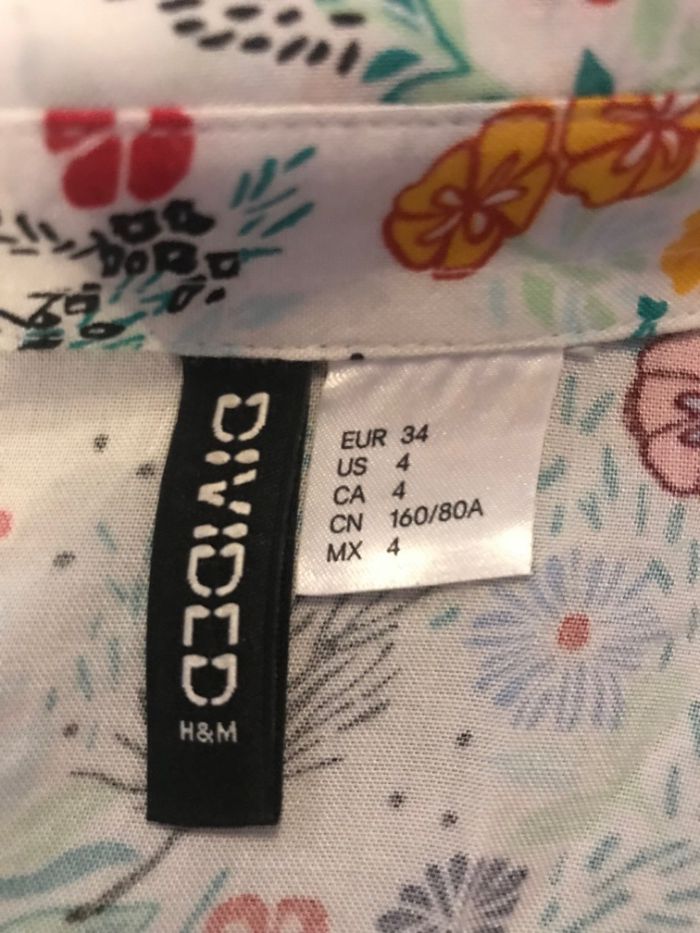 DIVIDED
H&M
EUR 34
US 4
CA 4
CN 160/80A
MX 4